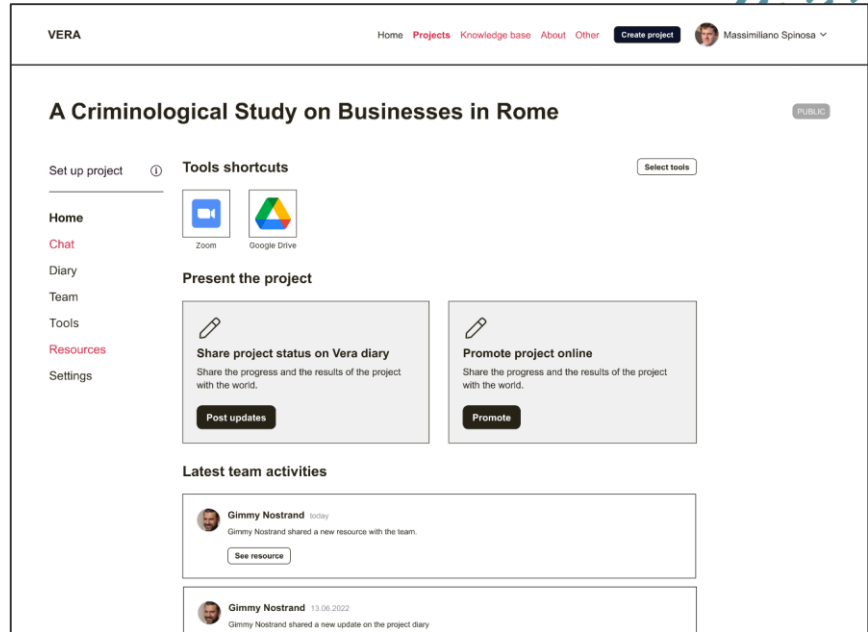 VERA
Home Projects Knowledge base About Other Create project Massimiliano Spinosa
A Criminological Study on Businesses in Rome
PUBLIC
Set up project
Home
Chat
Diary
Team
Tools
Resources
Settings
Tools shortcuts
Select tools
Zoom Google Drive
Present the project
Share project status on Vera diary
Share the progress and the results of the project
with the world.
Post updates
Promote project online
Share the progress and the results of the project
with the world.
Promote
Latest team activities
Gimmy Nostrand today
Gimmy Nostrand shared a new resource with the team.
See resource
Gimmy Nostrand 13.06.2022
Gimmy Nostrand shared a new update on the project diary